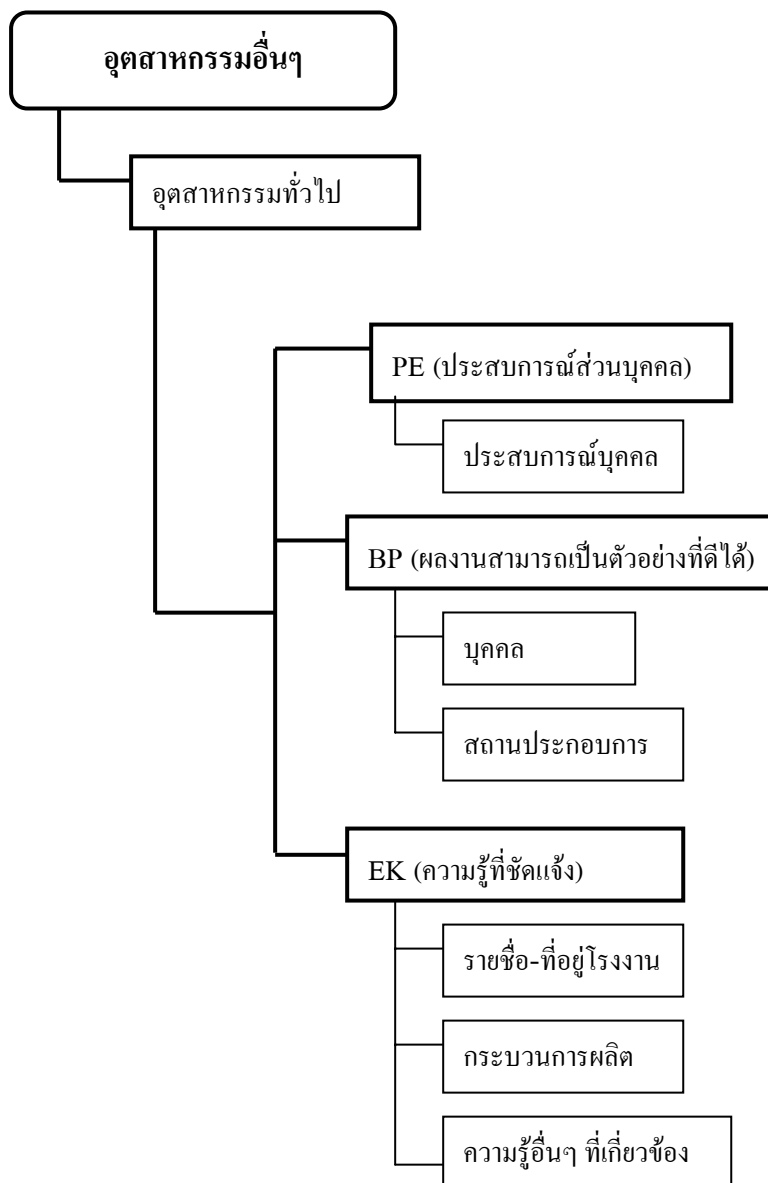 อุตสาหกรรมอื่นๆ
อุตสาหกรรมทั่วไป
PE (ประสบการณ์ส่วนบุคคล)
ประสบการณ์บุคคล
BP (ผลงานสามารถเป็นตัวอย่างที่ดีได้)
บุคคล
สถานประกอบการ
EK (ความรู้ที่ชัดแจ้ง)
รายชื่อ-ที่อยู่โรงงาน
กระบวนการผลิต
ความรู้อื่นๆ ที่เกี่ยวข้อง